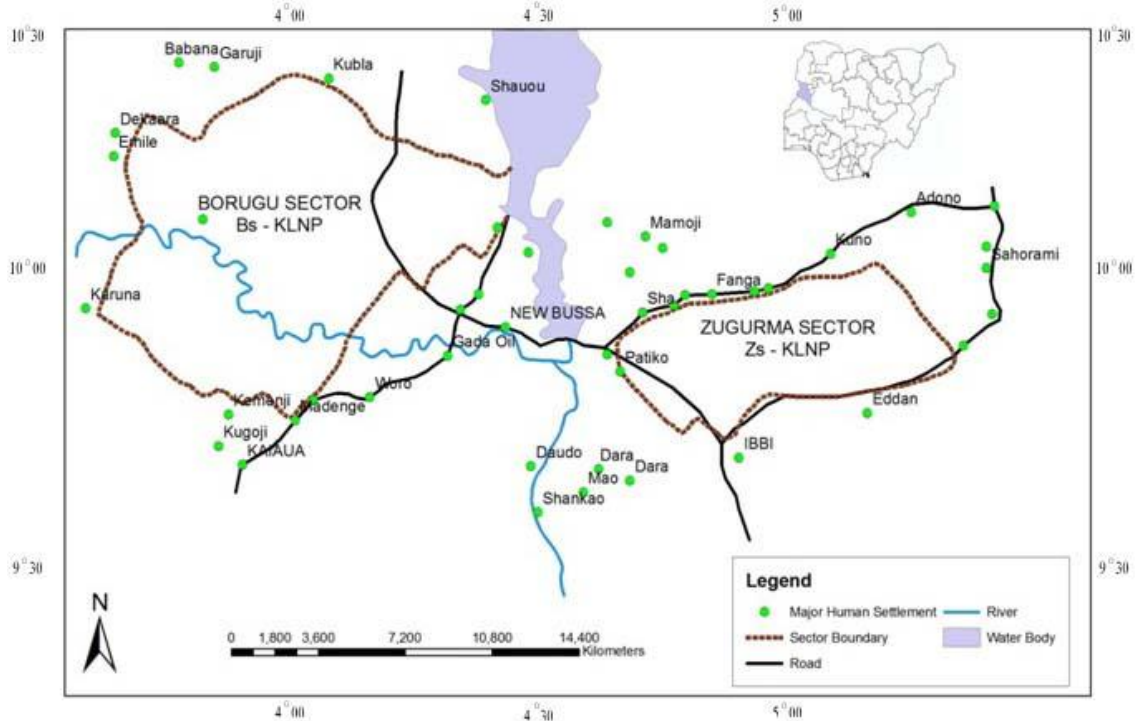 4°00
4°30
5°00
10°30
10°30
Babana
Garuji
Kubla
Shauou
Dekaara
Emile
BORUGU SECTOR
Bs - KLNP
Adono
Mamoji
Kuno
Sahorami
10°00
10°00
Karuna
Fanga
Sha
NEW BUSSA
ZUGURMA SECTOR
Zs - KLNP
Gada Oil
Patiko
Woro
Kemanji
Madenge
Eddan
Kugoji
KAIAUA
IBBI
Daudo
Dara
Mao
Dara
Shankao
9°30
9°30
Legend
Major Human Settlement
River
Sector Boundary
Water Body
Road
N
0 1,800 3,600 7,200 10,800 14,400
Kilometers
4°00
4°30
5°00